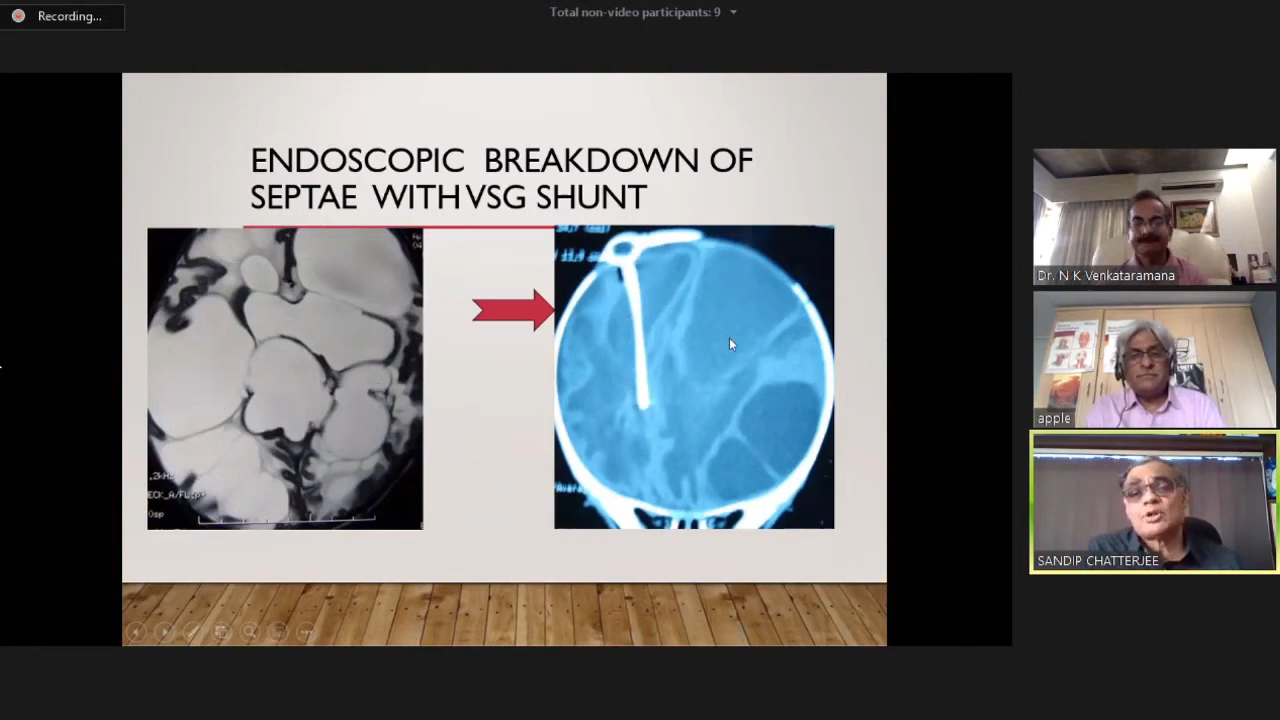 Recording...
Total non-video participants: 9
ENDOSCOPIC BREAKDOWN OF
SEPTAE WITH VSG SHUNT
Dr. N K Venkataramana
apple
SANDIP CHATTERJEE